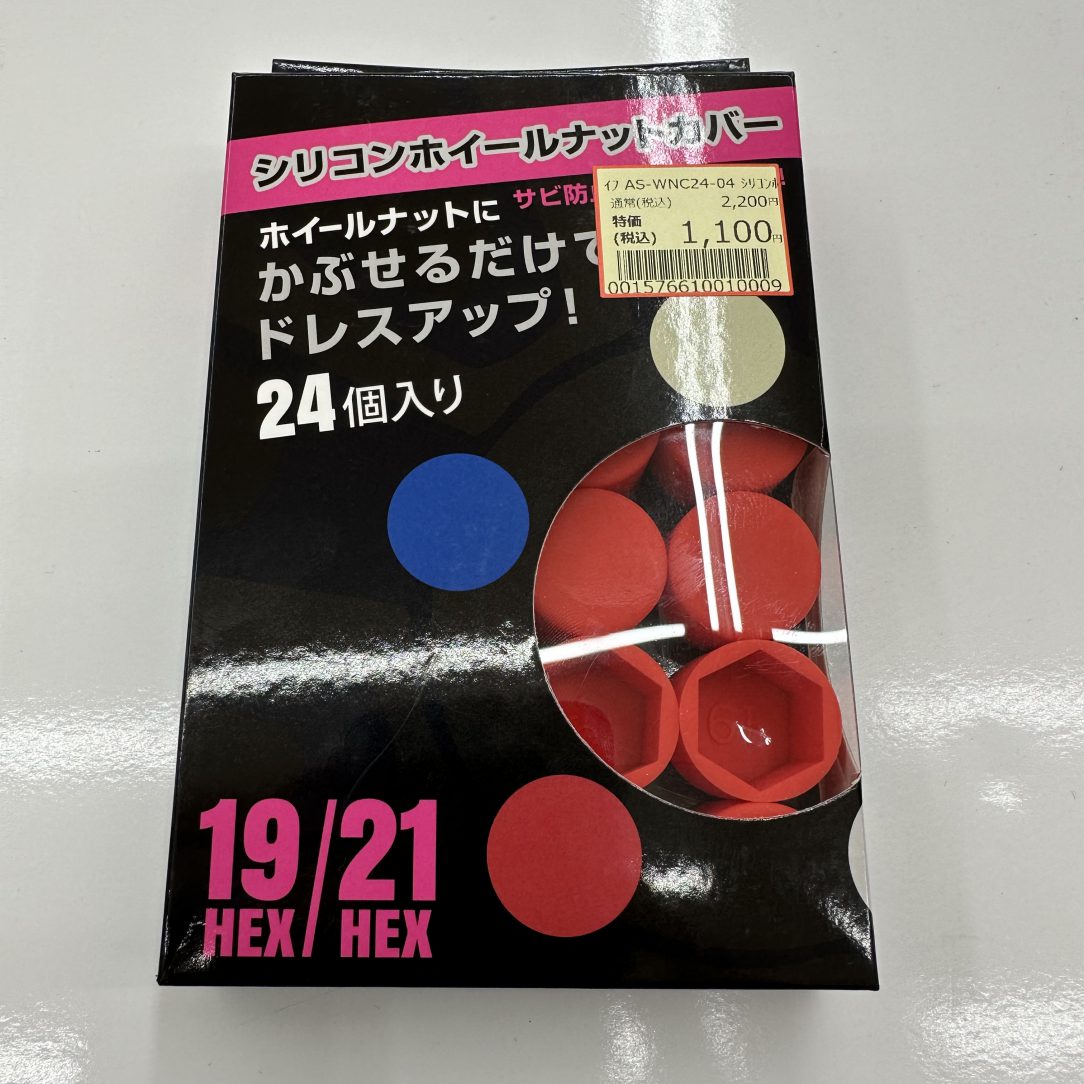 シリコンホイールナットカバー
サビ防
ホイールナットに
かぶせるだけで
ドレスアップ!
24個入り
イフ AS-WNC24-04 シリコンホ
通常(税込) 2,200円
特価
(税込) 1,100円
001576610010009
19/21
HEX HEX